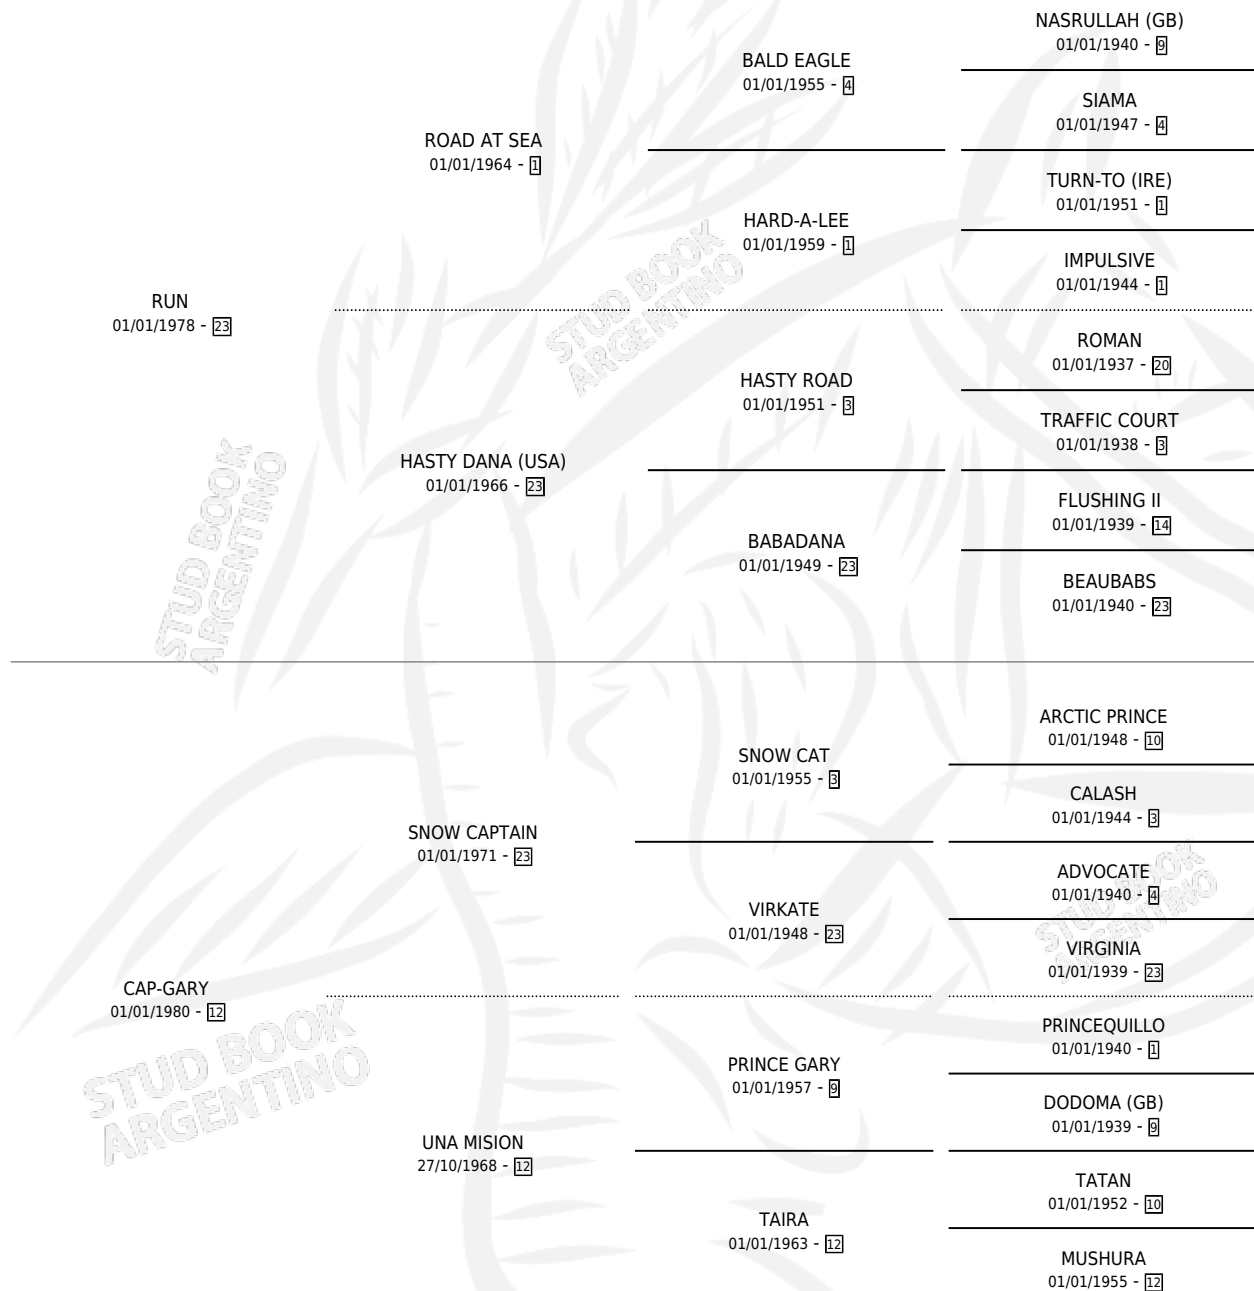 NASRULLAH (GB)
01/01/1940 - 9
BALD EAGLE
01/01/1955 - 4
SIAMA
01/01/1947 - 4
ROAD AT SEA
01/01/1964 - 1
TURN-TO (IRE)
01/01/1951 - 1
HARD-A-LEE
01/01/1959 - 1
IMPULSIVE
01/01/1944 - 1
RUN
01/01/1978 - 23
ROMAN
01/01/1937 - 20
HASTY ROAD
01/01/1951 - 3
TRAFFIC COURT
01/01/1938 - 3
HASTY DANA (USA)
01/01/1966 - 23
FLUSHING II
01/01/1939 - 14
BABADANA
01/01/1949 - 23
BEAUBABS
01/01/1940 - 23
ARCTIC PRINCE
01/01/1948 - 10
SNOW CAT
01/01/1955 - 3
CALASH
01/01/1944 - 3
SNOW CAPTAIN
01/01/1971 - 23
ADVOCATE
01/01/1940 - 4
VIRKATE
01/01/1948 - 23
VIRGINIA
01/01/1939 - 23
CAP-GARY
01/01/1980 - 12
PRINCEQUILLO
01/01/1940 - 1
PRINCE GARY
01/01/1957 - 9
DODOMA (GB)
01/01/1939 - 9
UNA MISION
27/10/1968 - 12
TATAN
01/01/1952 - 10
TAIRA
01/01/1963 - 12
MUSHURA
01/01/1955 - 12
STUD BOOK
ARGENTINO
STUD BOOK
ARGENTINO
STUD BOOK
ARGENTINO
STUD BOOK
ARGENTINO